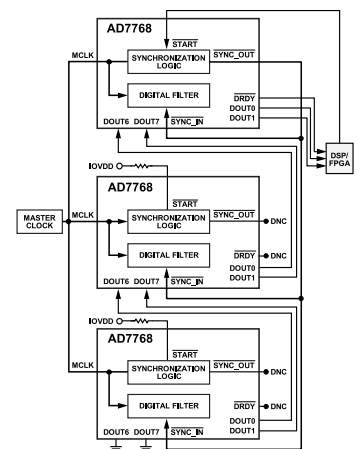 AD7768
START
MCLK
SYNCHRONIZATION
LOGIC
SYNC_OUT
DIGITAL FILTER
DRDY
DOUT0
DOUT1
DOUT6 DOUT7 SYNC_IN
DSP/
FPGA
IOVDD
AD7768
START
MASTER
CLOCK
MCLK
SYNCHRONIZATION
LOGIC
SYNC_OUT
DNC
DIGITAL FILTER
DRDY
DNC
DOUT0
DOUT1
DOUT6 DOUT7 SYNC_IN
IOVDD
AD7768
START
MCLK
SYNCHRONIZATION
LOGIC
SYNC_OUT
DNC
DIGITAL FILTER
DRDY
DNC
DOUT0
DOUT1
DOUT6 DOUT7 SYNC_IN